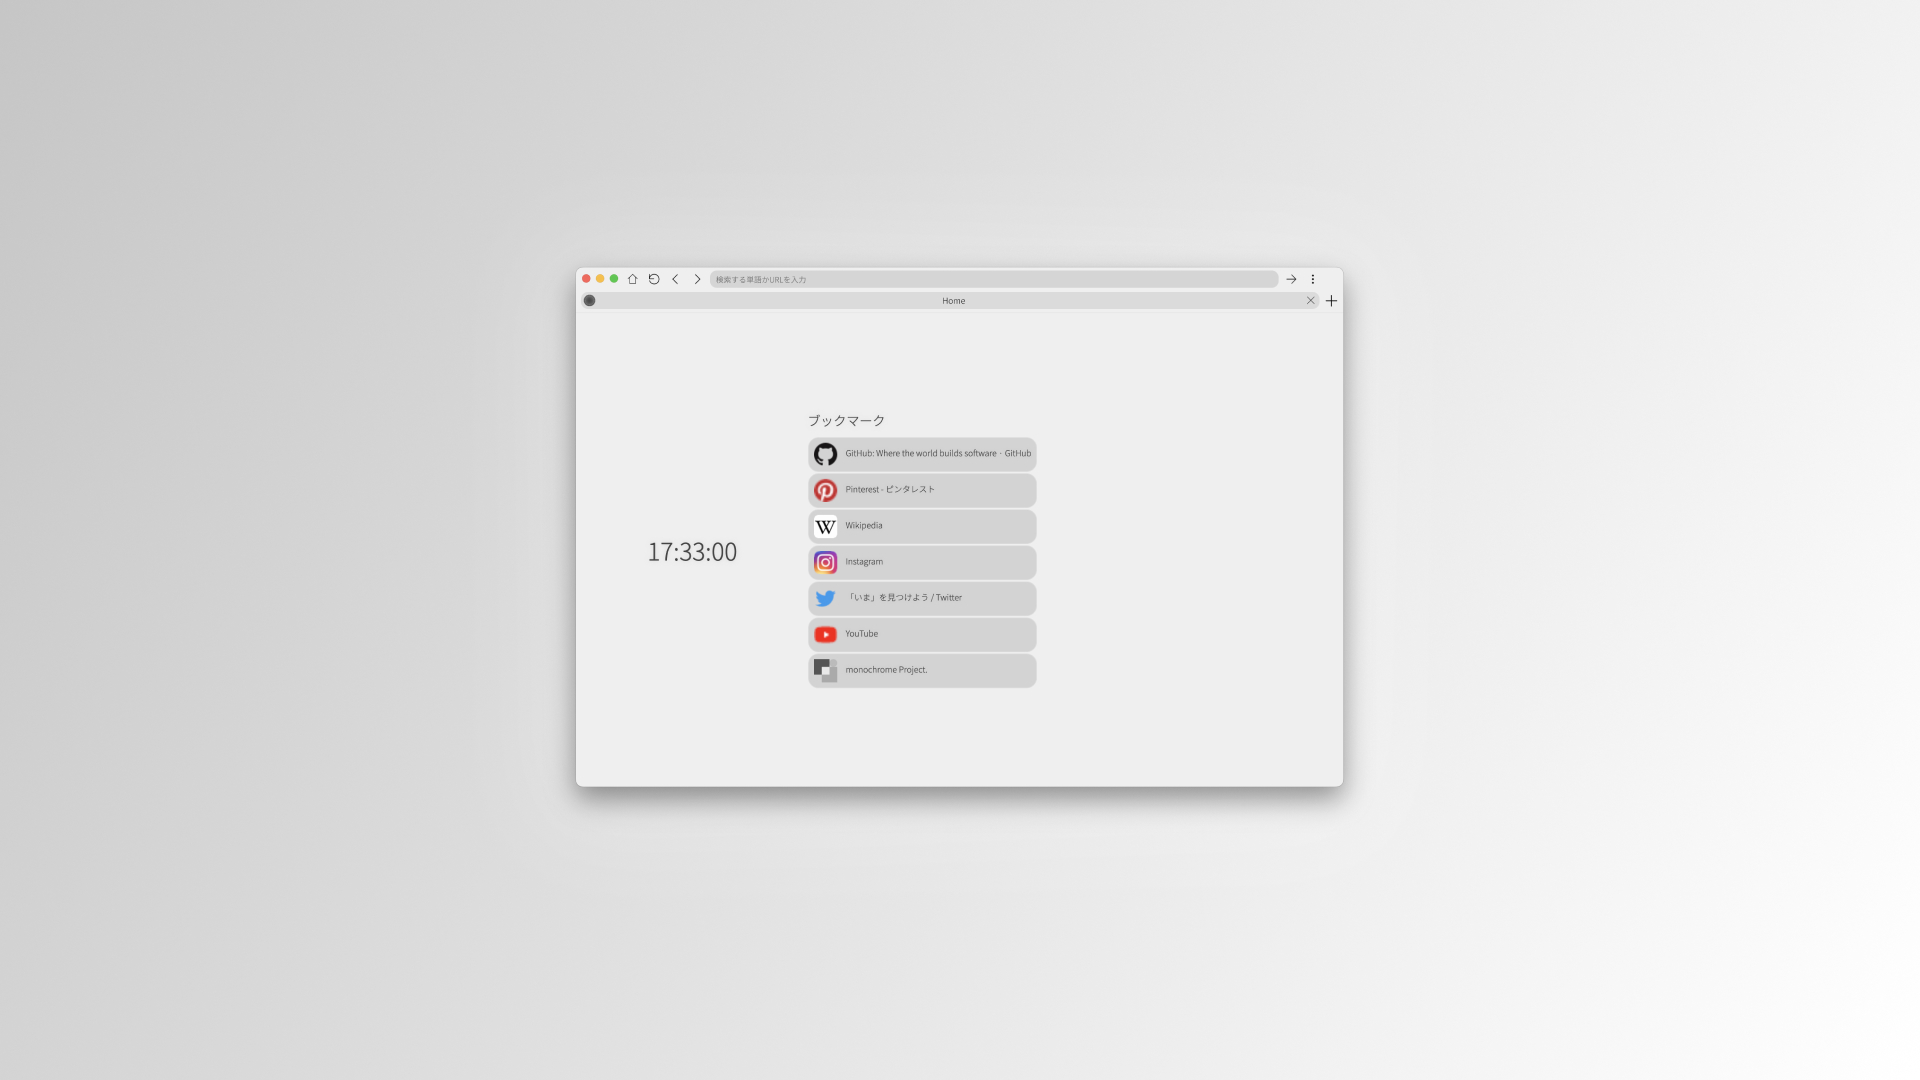 検索する単語かURLを入力
Home
ブックマーク
GitHub: Where the world builds software · GitHub
Pinterest - ピンタレスト
Wikipedia
Instagram
17:33:00
「いま」を見つけよう / Twitter
YouTube
monochrome Project.